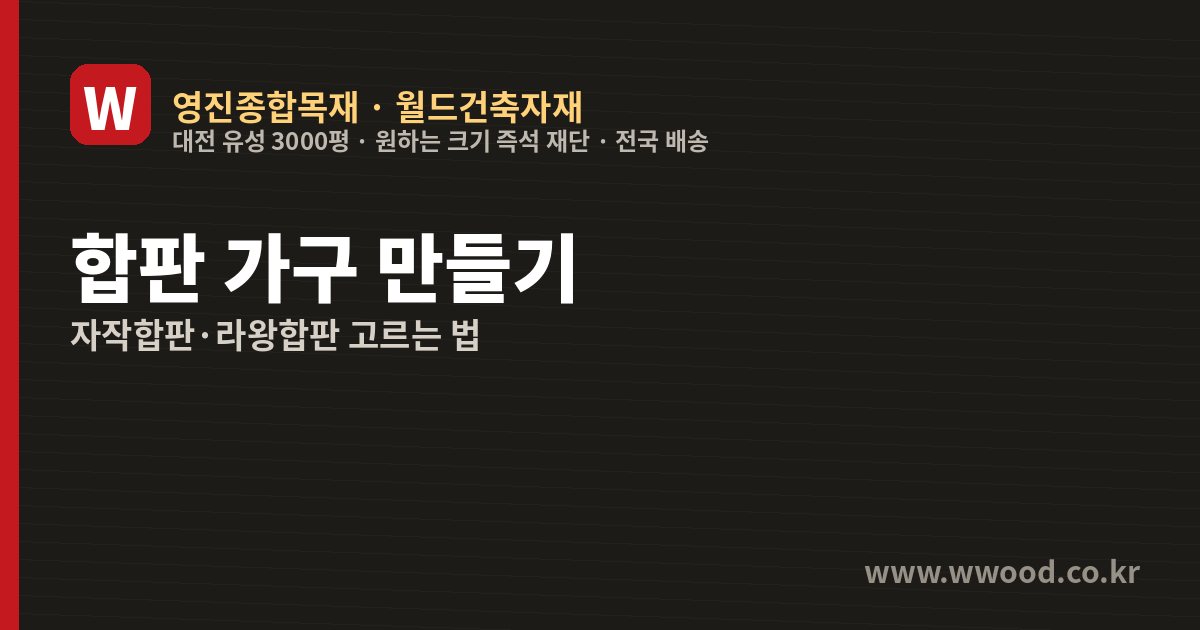 W
영진종합목재 · 월드건축자재
대전 유성 3000평 · 원하는 크기 즉석 재단 · 전국 배송
합판 가구 만들기
자작합판·라왕합판 고르는 법
www.wwood.co.kr